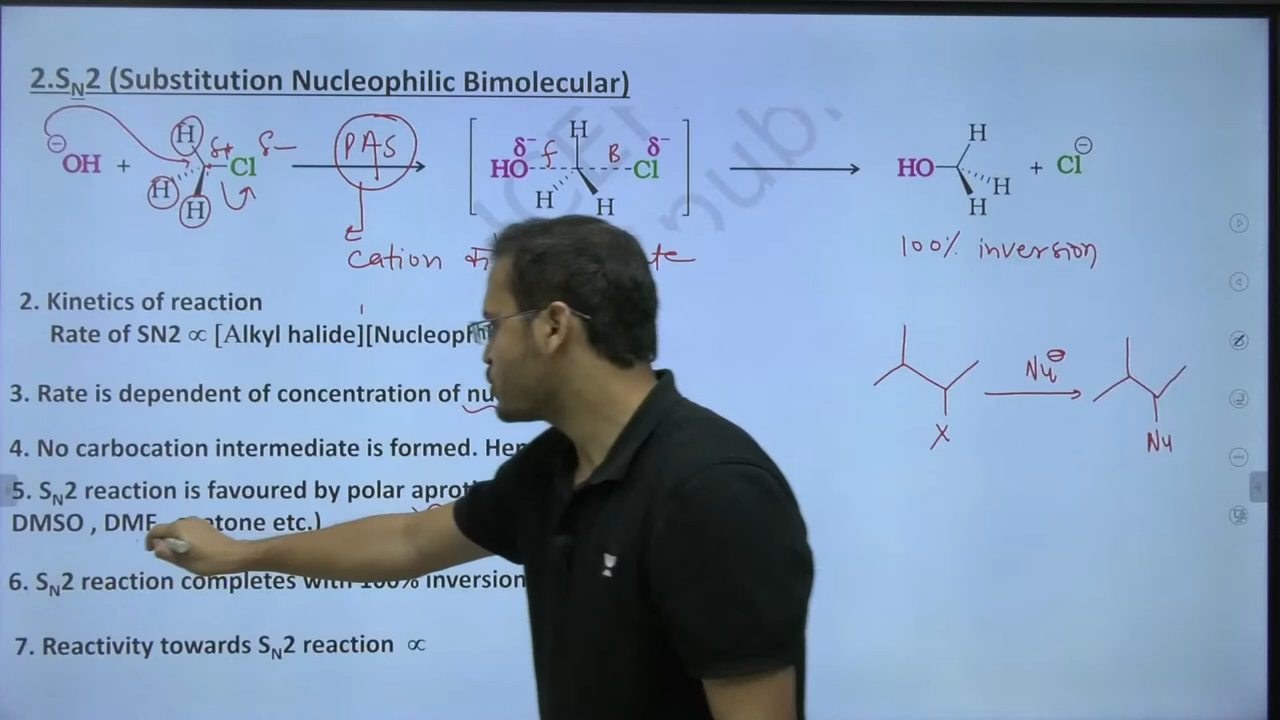 2.SN2 (Substitution Nucleophilic Bimolecular)
⊖OH + H H H δ+ Cl δ- PAS [ δ- HO f H B δ- Cl H H ] HO H H H + Cl⊖
cation
100% inversion
2. Kinetics of reaction
Rate of SN2 ∝ [Alkyl halide][Nucleoph
3. Rate is dependent of concentration of nu
Nu⊖
X
Nu
4. No carbocation intermediate is formed. Hen
5. SN2 reaction is favoured by polar aprot
DMSO , DMF etc.)
6. SN2 reaction completes with 100% inversion
7. Reactivity towards SN2 reaction ∝